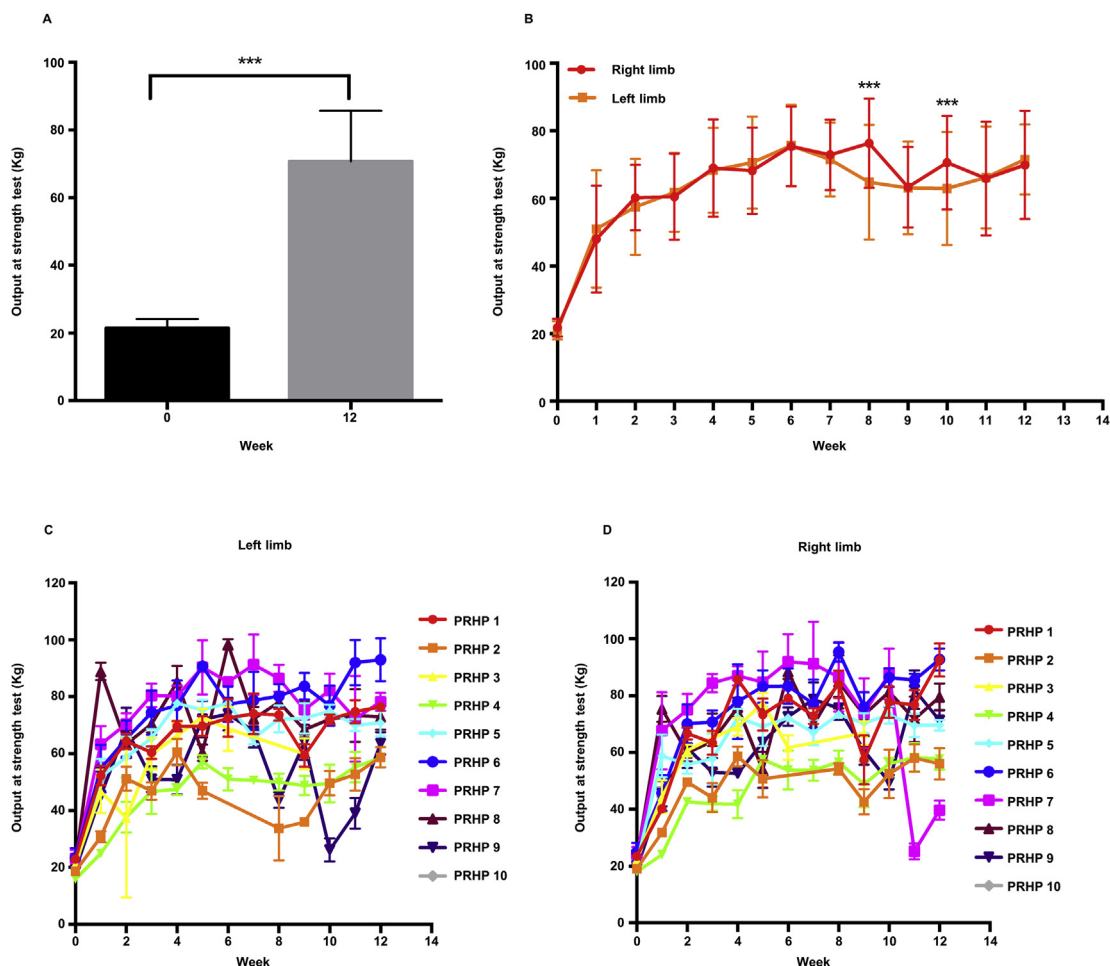 A
Output at strength test (Kg)
100
80
60
40
20
0
***
0 12
Week
B
Output at strength test (Kg)
100
80
60
40
20
0
Right limb
Left limb
*** ***
0 1 2 3 4 5 6 7 8 9 10 11 12 13 14
Week
C
Left limb
Output at strength test (Kg)
120
100
80
60
40
20
0
0 2 4 6 8 10 12 14
Week
PRHP 1
PRHP 2
PRHP 3
PRHP 4
PRHP 5
PRHP 6
PRHP 7
PRHP 8
PRHP 9
PRHP 10
D
Right limb
Output at strength test (Kg)
120
100
80
60
40
20
0
0 2 4 6 8 10 12 14
Week
PRHP 1
PRHP 2
PRHP 3
PRHP 4
PRHP 5
PRHP 6
PRHP 7
PRHP 8
PRHP 9
PRHP 10